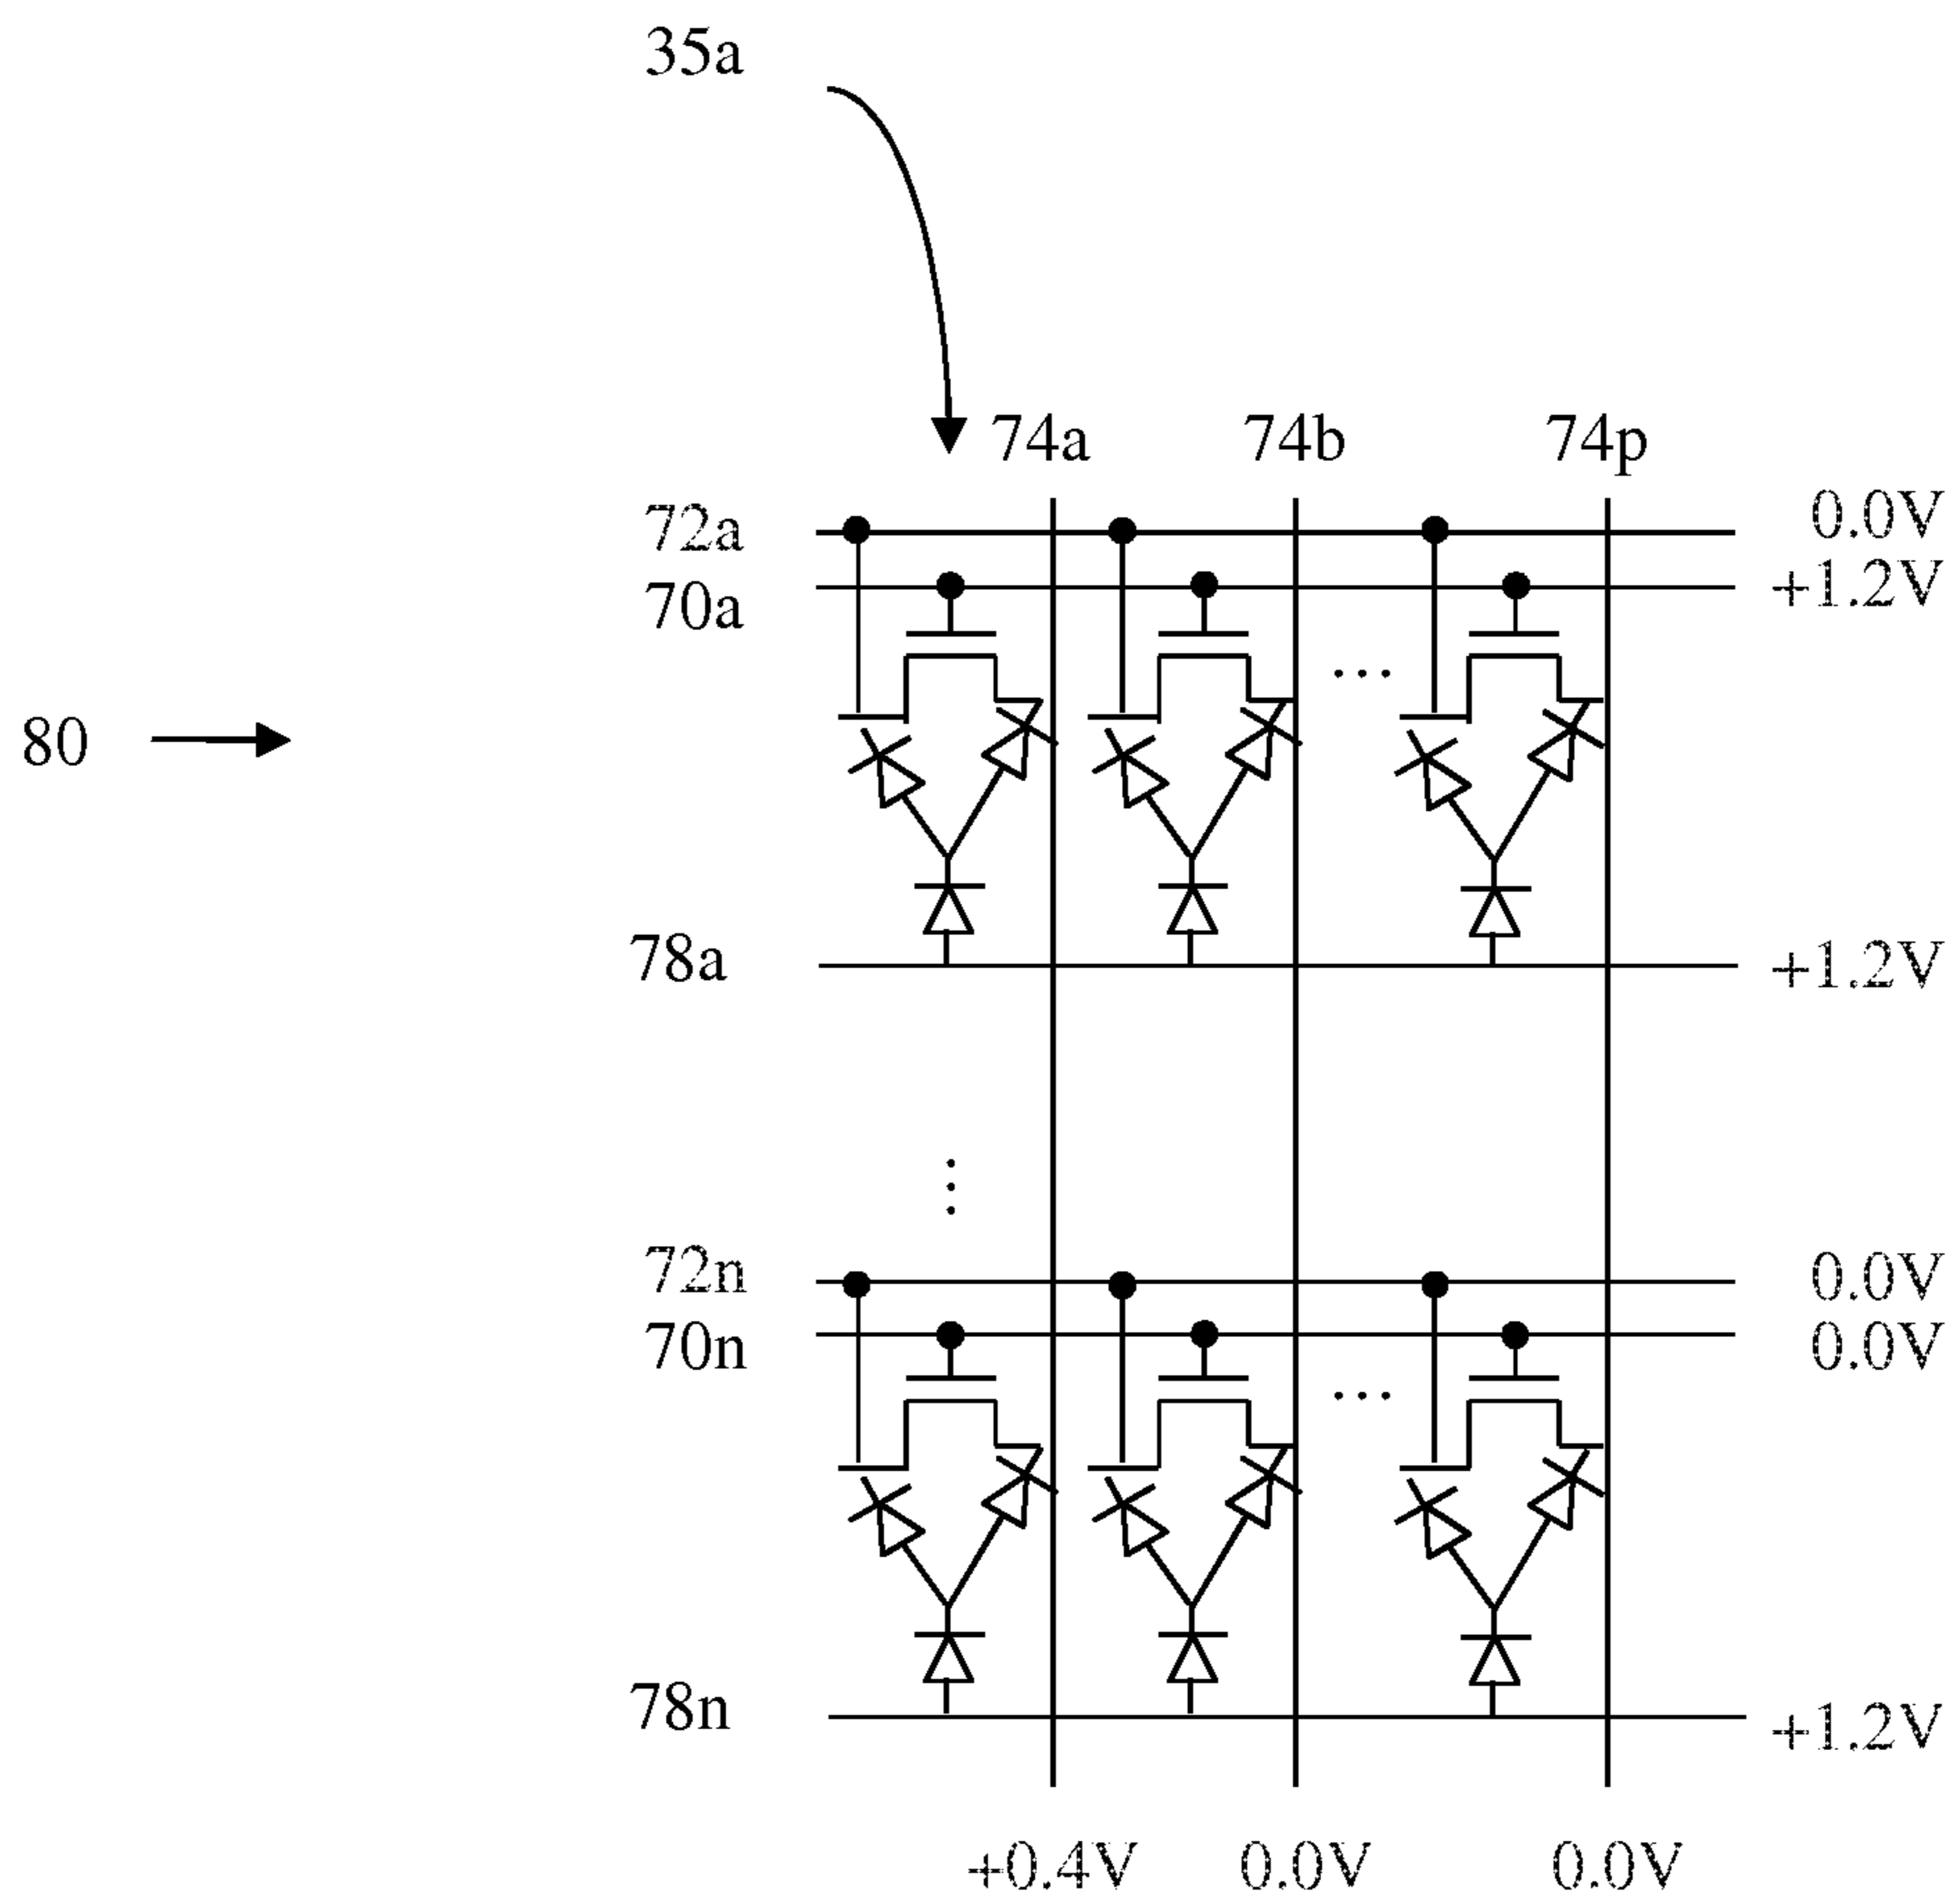 35a
74a 74b 74p
72a 0.0V
70a +1.2V
...
80
78a +1.2V
...
72n 0.0V
70n 0.0V
...
78n +1.2V
+0.4V 0.0V 0.0V